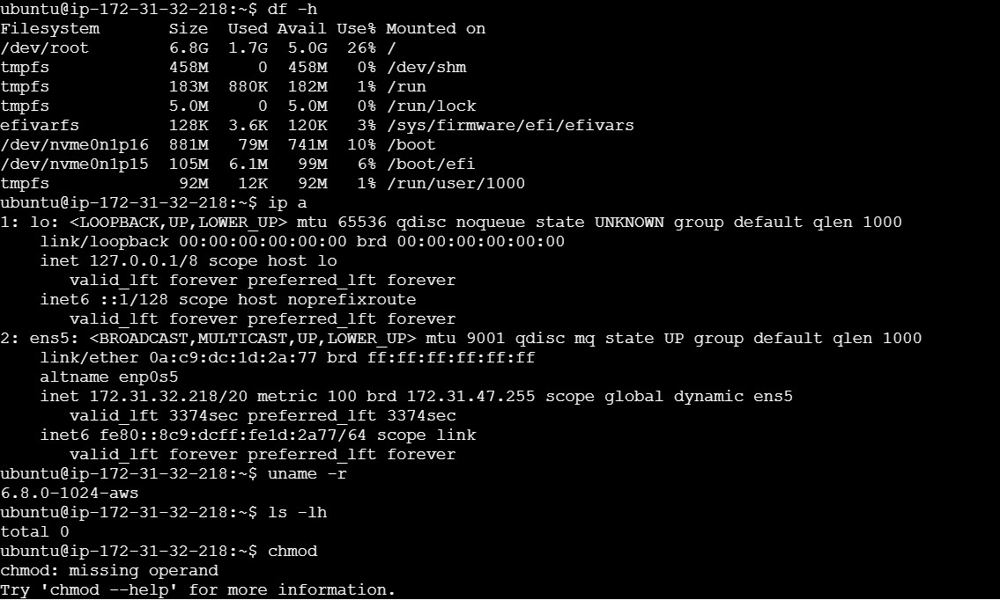 ubuntu@ip-172-31-32-218:~$ df -h
Filesystem       Size  Used Avail Use% Mounted on
/dev/root        6.8G  1.7G  5.0G  26% /
tmpfs            458M     0  458M   0% /dev/shm
tmpfs            183M  880K  182M   1% /run
tmpfs            5.0M     0  5.0M   0% /run/lock
efivarfs         128K  3.6K  120K   3% /sys/firmware/efi/efivars
/dev/nvme0n1p16  881M   79M  741M  10% /boot
/dev/nvme0n1p15  105M  6.1M   99M   6% /boot/efi
tmpfs             92M   12K   92M   1% /run/user/1000
ubuntu@ip-172-31-32-218:~$ ip a
1: lo: <LOOPBACK,UP,LOWER_UP> mtu 65536 qdisc noqueue state UNKNOWN group default qlen 1000
    link/loopback 00:00:00:00:00:00 brd 00:00:00:00:00:00
    inet 127.0.0.1/8 scope host lo
       valid_lft forever preferred_lft forever
    inet6 ::1/128 scope host noprefixroute
       valid_lft forever preferred_lft forever
2: ens5: <BROADCAST,MULTICAST,UP,LOWER_UP> mtu 9001 qdisc mq state UP group default qlen 1000
    link/ether 0a:c9:dc:1d:2a:77 brd ff:ff:ff:ff:ff:ff
    altname enp0s5
    inet 172.31.32.218/20 metric 100 brd 172.31.47.255 scope global dynamic ens5
       valid_lft 3374sec preferred_lft 3374sec
    inet6 fe80::8c9:dcff:fe1d:2a77/64 scope link
       valid_lft forever preferred_lft forever
ubuntu@ip-172-31-32-218:~$ uname -r
6.8.0-1024-aws
ubuntu@ip-172-31-32-218:~$ ls -lh
total 0
ubuntu@ip-172-31-32-218:~$ chmod
chmod: missing operand
Try 'chmod --help' for more information.